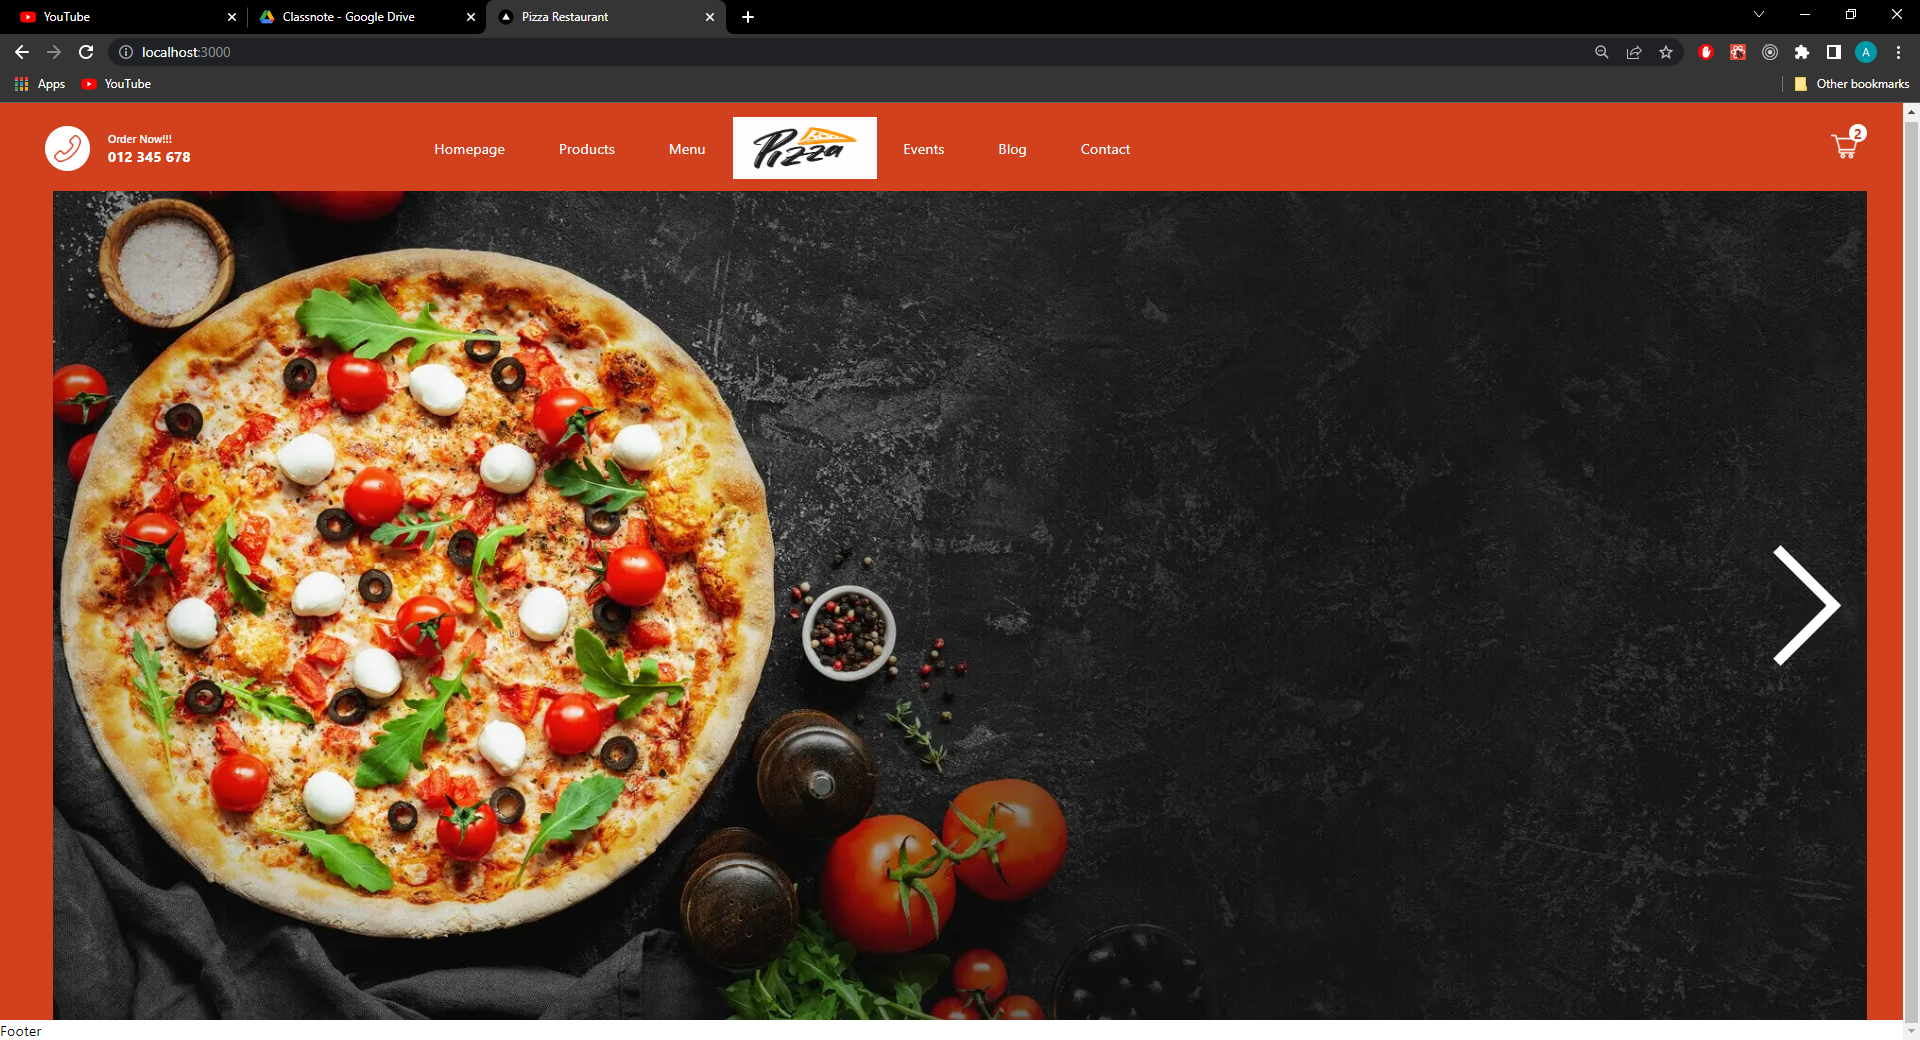 YouTube
Classnote - Google Drive
Pizza Restaurant
localhost:3000
A
Apps
YouTube
Other bookmarks
Order Now!!!
012 345 678
Homepage
Products
Menu
Pizza
Events
Blog
Contact
2
Footer